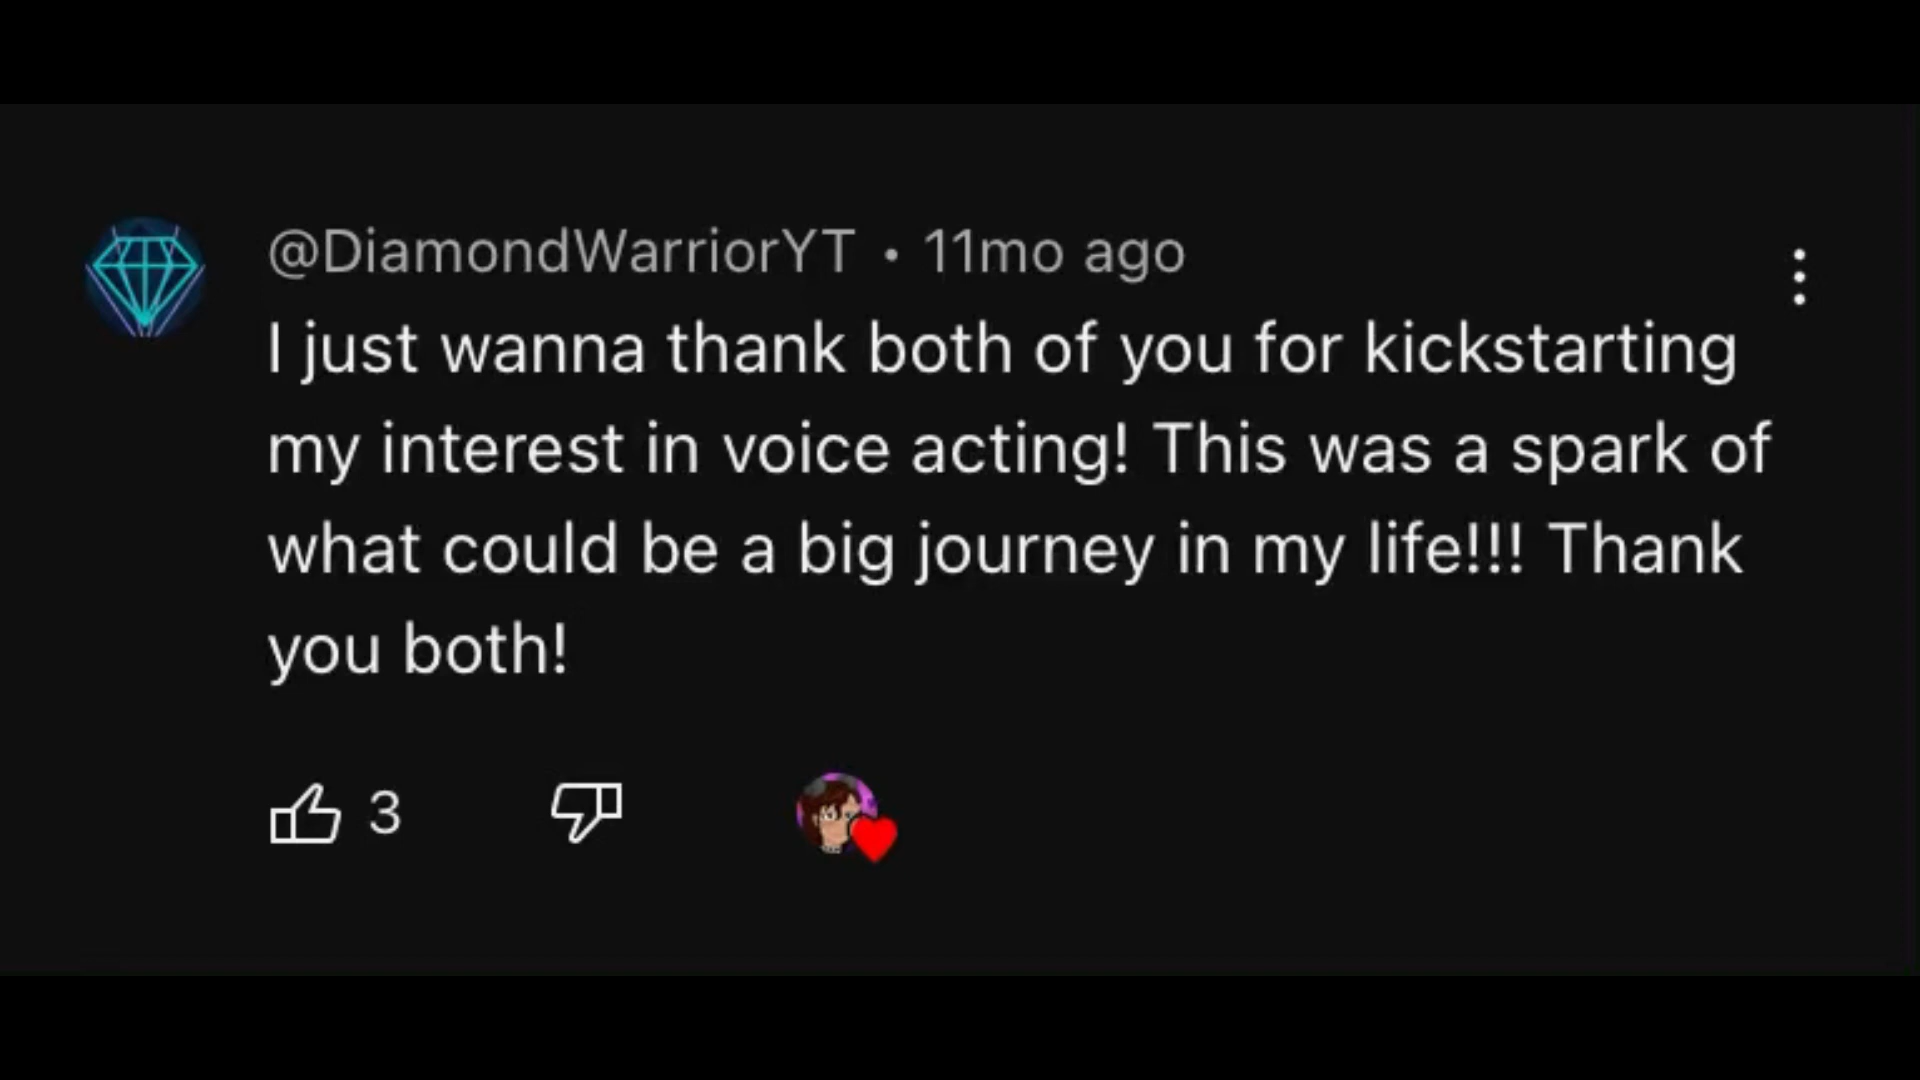 @DiamondWarriorYT • 11mo ago
I just wanna thank both of you for kickstarting
my interest in voice acting! This was a spark of
what could be a big journey in my life!!! Thank
you both!
3